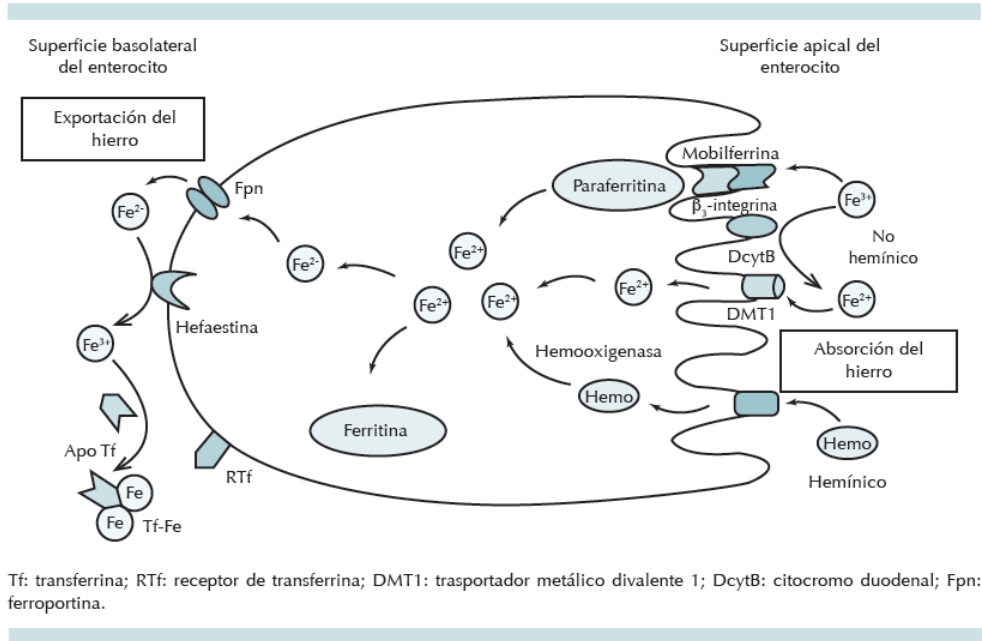 Superficie basolateral
del enterocito
Superficie apical del
enterocito
Exportación del
hierro
Fpn
Fe2-
Fe2-
Hefaestina
Fe3+
Apo Tf
Fe
Fe
Tf-Fe
RTf
Ferritina
Fe2+
Fe2+
Fe2+
Fe2+
Paraferritina
Mobilferrina
β3-integrina
Fe3+
No
hemínico
DcytB
Fe2+
DMT1
Hemooxigenasa
Hemo
Absorción del
hierro
Hemo
Hemínico
Tf: transferrina; RTf: receptor de transferrina; DMT1: trasportador metálico divalente 1; DcytB: citocromo duodenal; Fpn:
ferroportina.